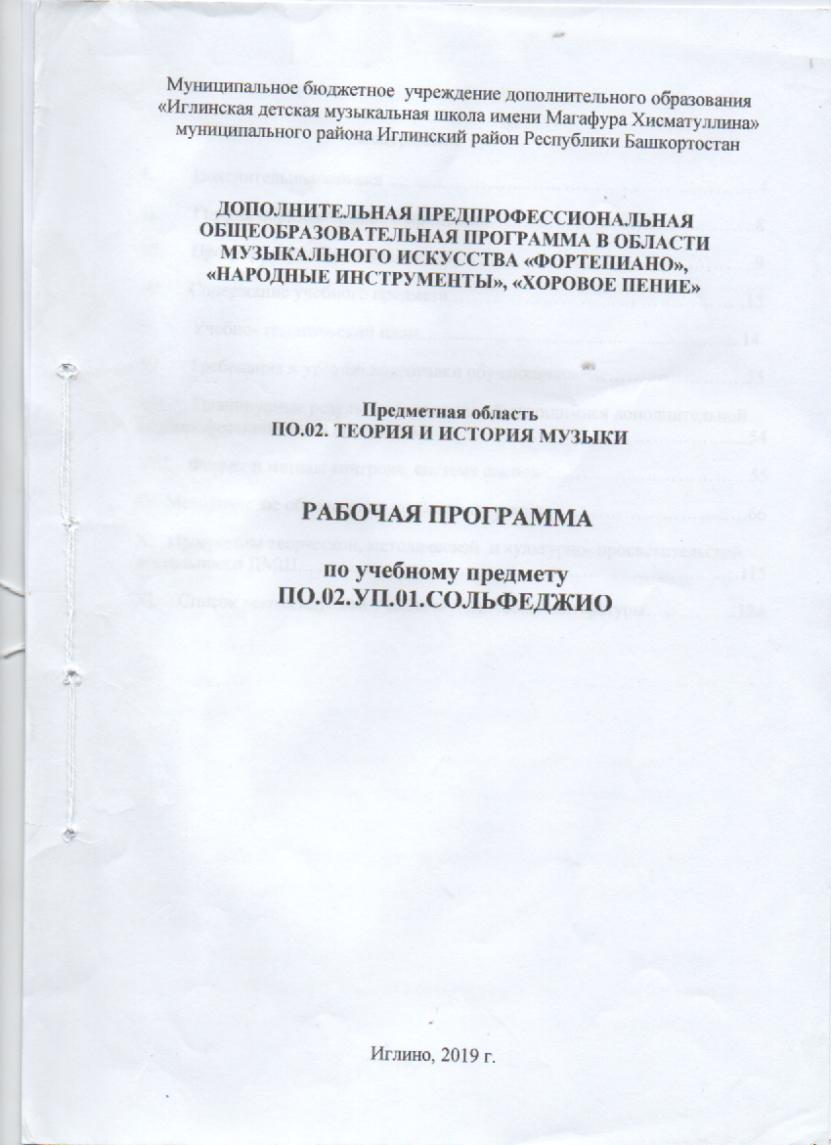 Муниципальное бюджетное учреждение дополнительного образования
«Иглинская детская музыкальная школа имени Магафура Хисматуллина»
муниципального района Иглинский район Республики Башкортостан
ДОПОЛНИТЕЛЬНАЯ ПРЕДПРОФЕССИОНАЛЬНАЯ
ОБЩЕОБРАЗОВАТЕЛЬНАЯ ПРОГРАММА В ОБЛАСТИ
МУЗЫКАЛЬНОГО ИСКУССТВА «ФОРТЕПИАНО»,
«НАРОДНЫЕ ИНСТРУМЕНТЫ», «ХОРОВОЕ ПЕНИЕ»
Предметная область
ПО.02. ТЕОРИЯ И ИСТОРИЯ МУЗЫКИ
РАБОЧАЯ ПРОГРАММА
по учебному предмету
ПО.02.УП.01.СОЛЬФЕДЖИО
Иглино, 2019 г.